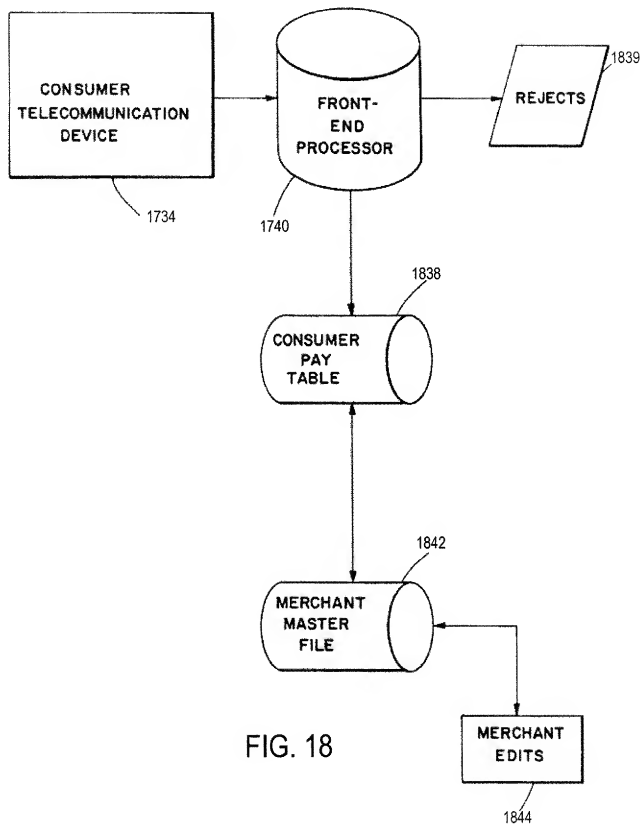 CONSUMER
TELECOMMUNICATION
DEVICE
1734
FRONT-
END
PROCESSOR
1740
REJECTS
1839
1838
CONSUMER
PAY
TABLE
1842
MERCHANT
MASTER
FILE
MERCHANT
EDITS
1844
FIG. 18